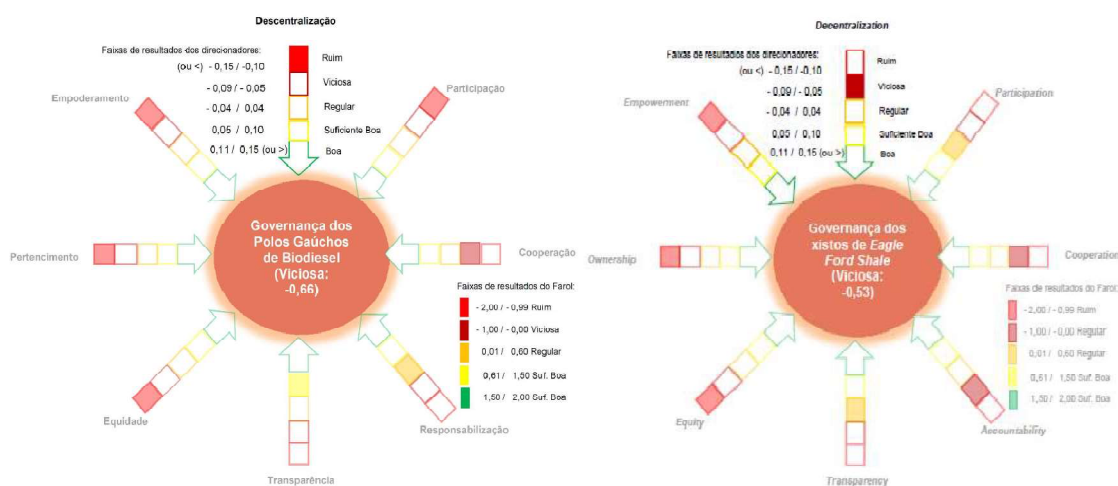 Descentralização
Faixas de resultados dos direcionadores:
(ou <) - 0,15 / -0,10
Ruim
- 0,09 / - 0,05
Viciosa
- 0,04 / 0,04
Regular
0,05 / 0,10
Suficiente Boa
0,11 / 0,15 (ou >)
Boa
Empoderamento
Participação
Pertencimento
Governança dos
Polos Gaúchos
de Biodiesel
(Viciosa:
-0,66)
Cooperação
Faixas de resultados do Farol:
- 2,00 / - 0,99 Ruim
- 1,00 / - 0,00 Viciosa
0,01 / 0,60 Regular
0,61 / 1,50 Suf. Boa
1,50 / 2,00 Suf. Boa
Equidade
Responsabilização
Transparência
Decentralization
Faixas de resultados dos direcionadores:
(ou <) - 0,15 / -0,10
Ruim
- 0,09 / - 0,05
Viciosa
- 0,04 / 0,04
Regular
0,05 / 0,10
Suficiente Boa
0,11 / 0,15 (ou >)
Boa
Empowerment
Participation
Ownership
Governança dos
xistos de Eagle
Ford Shale
(Viciosa:
-0,53)
Cooperation
Faixas de resultados do Farol:
- 2,00 / - 0,99 Ruim
- 1,00 / - 0,00 Regular
0,01 / 0,60 Regular
0,61 / 1,50 Suf. Boa
1,50 / 2,00 Suf. Boa
Equity
Accountability
Transparency